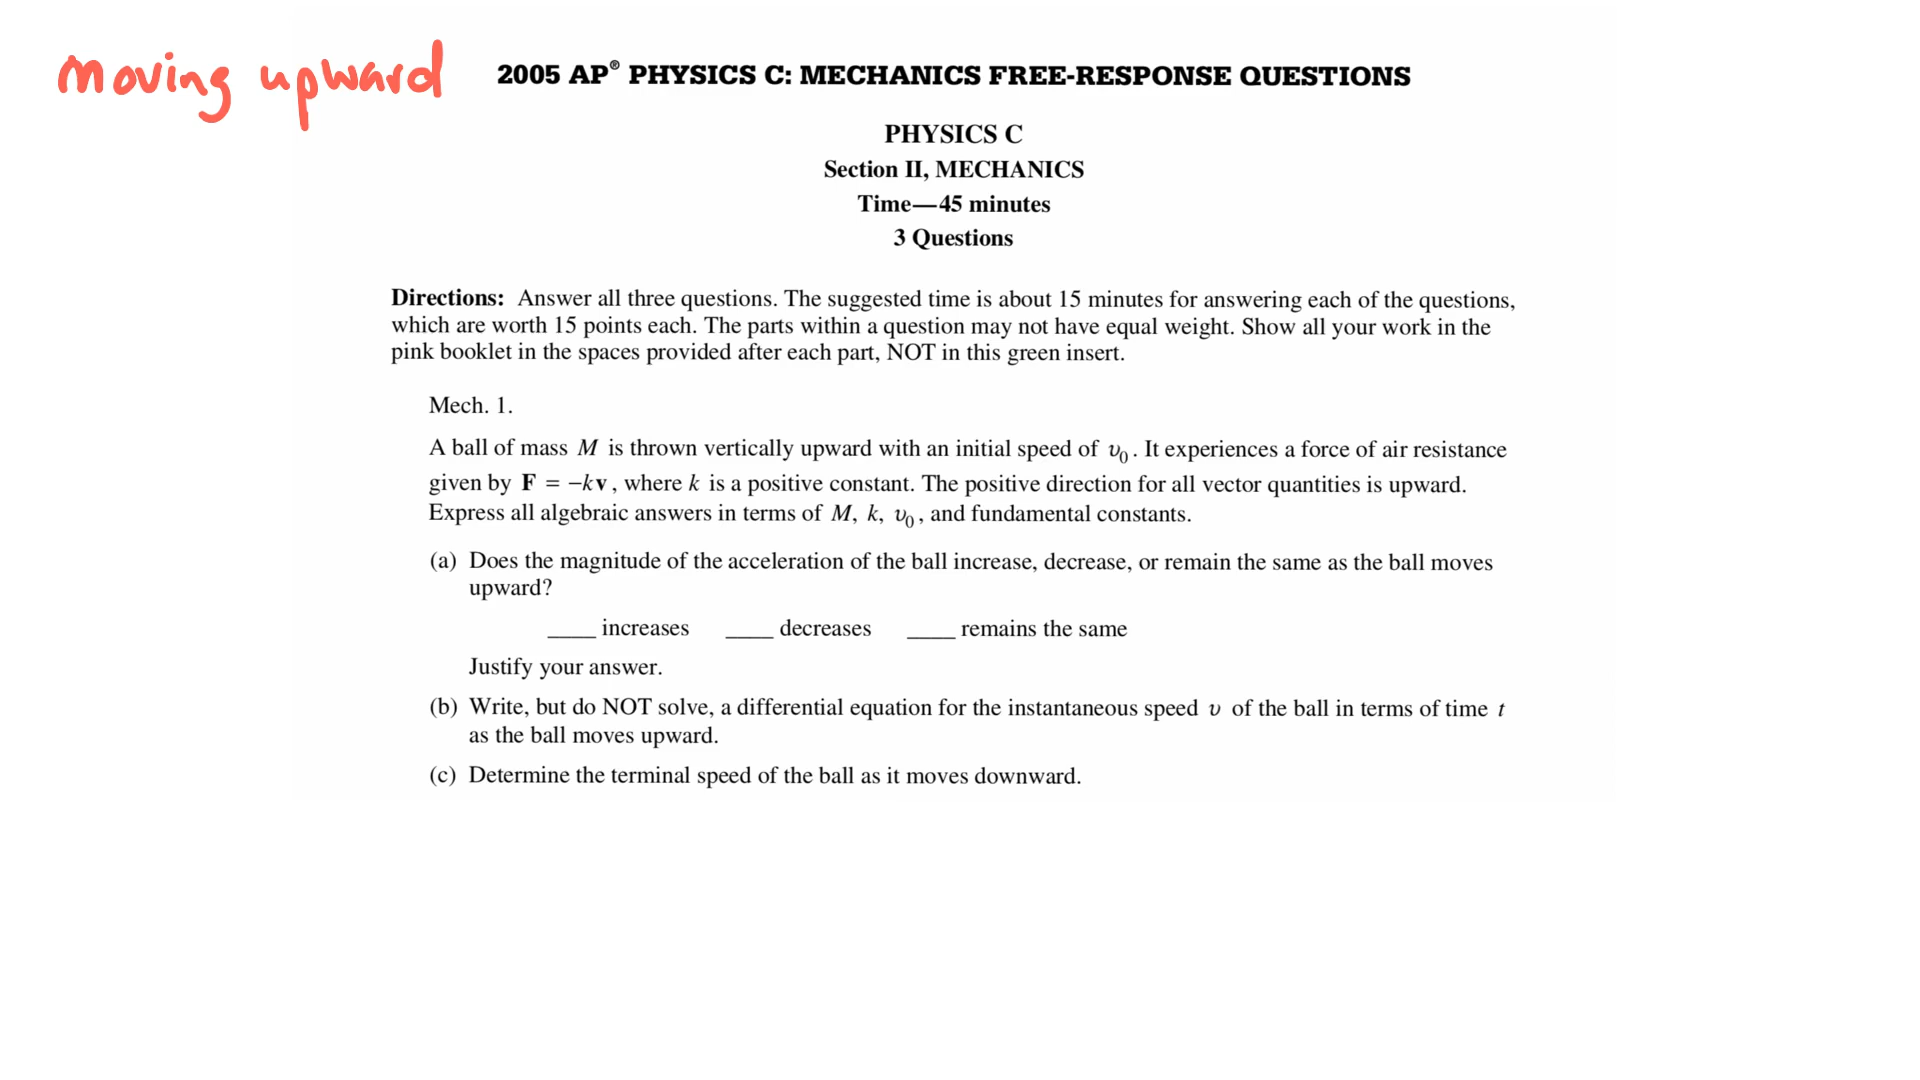 moving upward
2005 AP® PHYSICS C: MECHANICS FREE-RESPONSE QUESTIONS
PHYSICS C
Section II, MECHANICS
Time—45 minutes
3 Questions
Directions: Answer all three questions. The suggested time is about 15 minutes for answering each of the questions,
which are worth 15 points each. The parts within a question may not have equal weight. Show all your work in the
pink booklet in the spaces provided after each part, NOT in this green insert.
Mech. 1.
A ball of mass M is thrown vertically upward with an initial speed of υ₀. It experiences a force of air resistance
given by F = −kv, where k is a positive constant. The positive direction for all vector quantities is upward.
Express all algebraic answers in terms of M, k, υ₀, and fundamental constants.
(a) Does the magnitude of the acceleration of the ball increase, decrease, or remain the same as the ball moves
upward?
____ increases ____ decreases ____ remains the same
Justify your answer.
(b) Write, but do NOT solve, a differential equation for the instantaneous speed υ of the ball in terms of time t
as the ball moves upward.
(c) Determine the terminal speed of the ball as it moves downward.